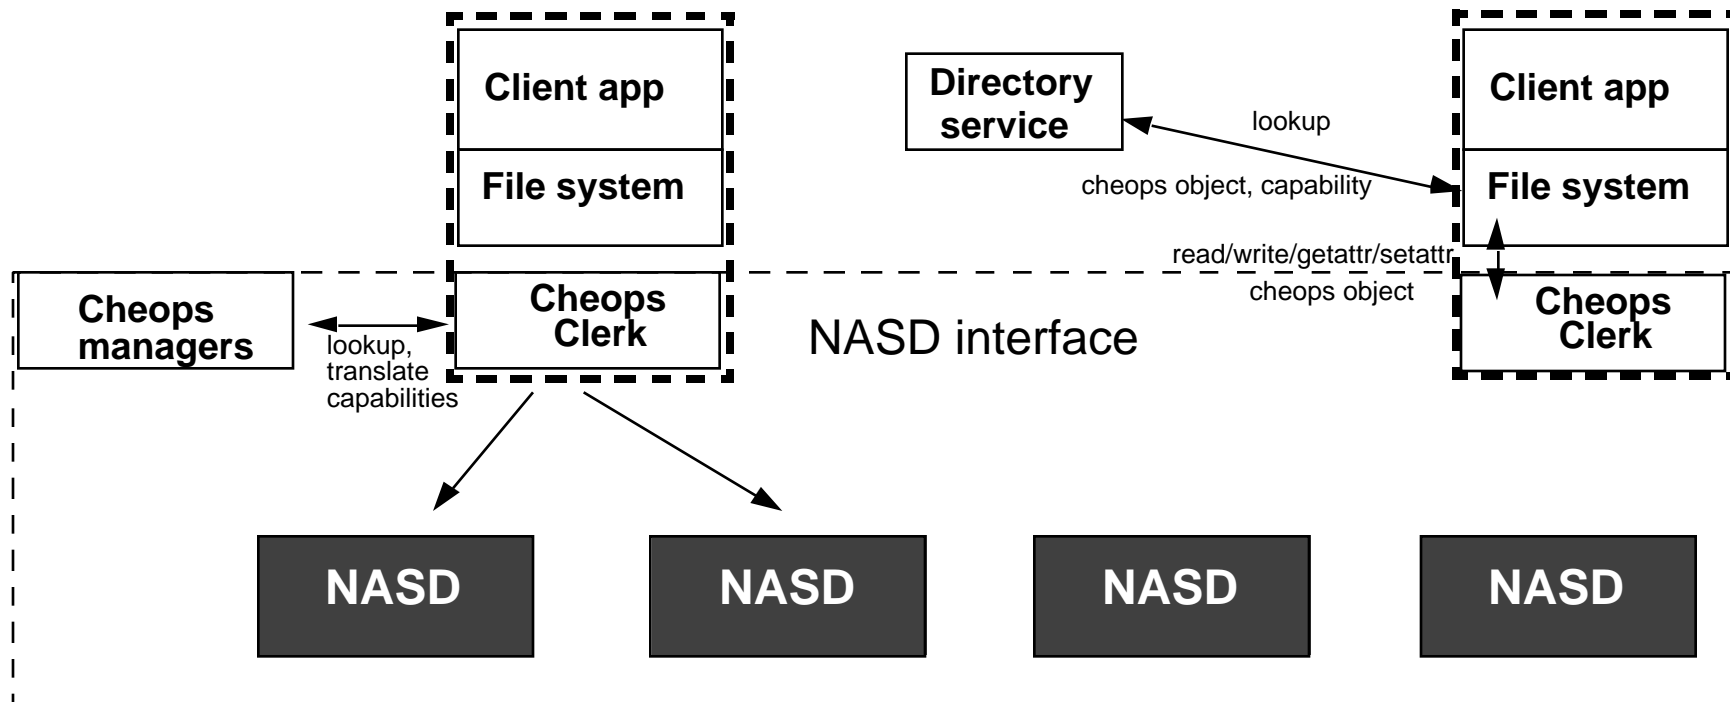 Client app
File system
Directory
service
lookup
cheops object, capability
Client app
File system
read/write/getattr/setattr
cheops object
Cheops
managers
lookup,
translate
capabilities
Cheops
Clerk
NASD interface
Cheops
Clerk
NASD
NASD
NASD
NASD